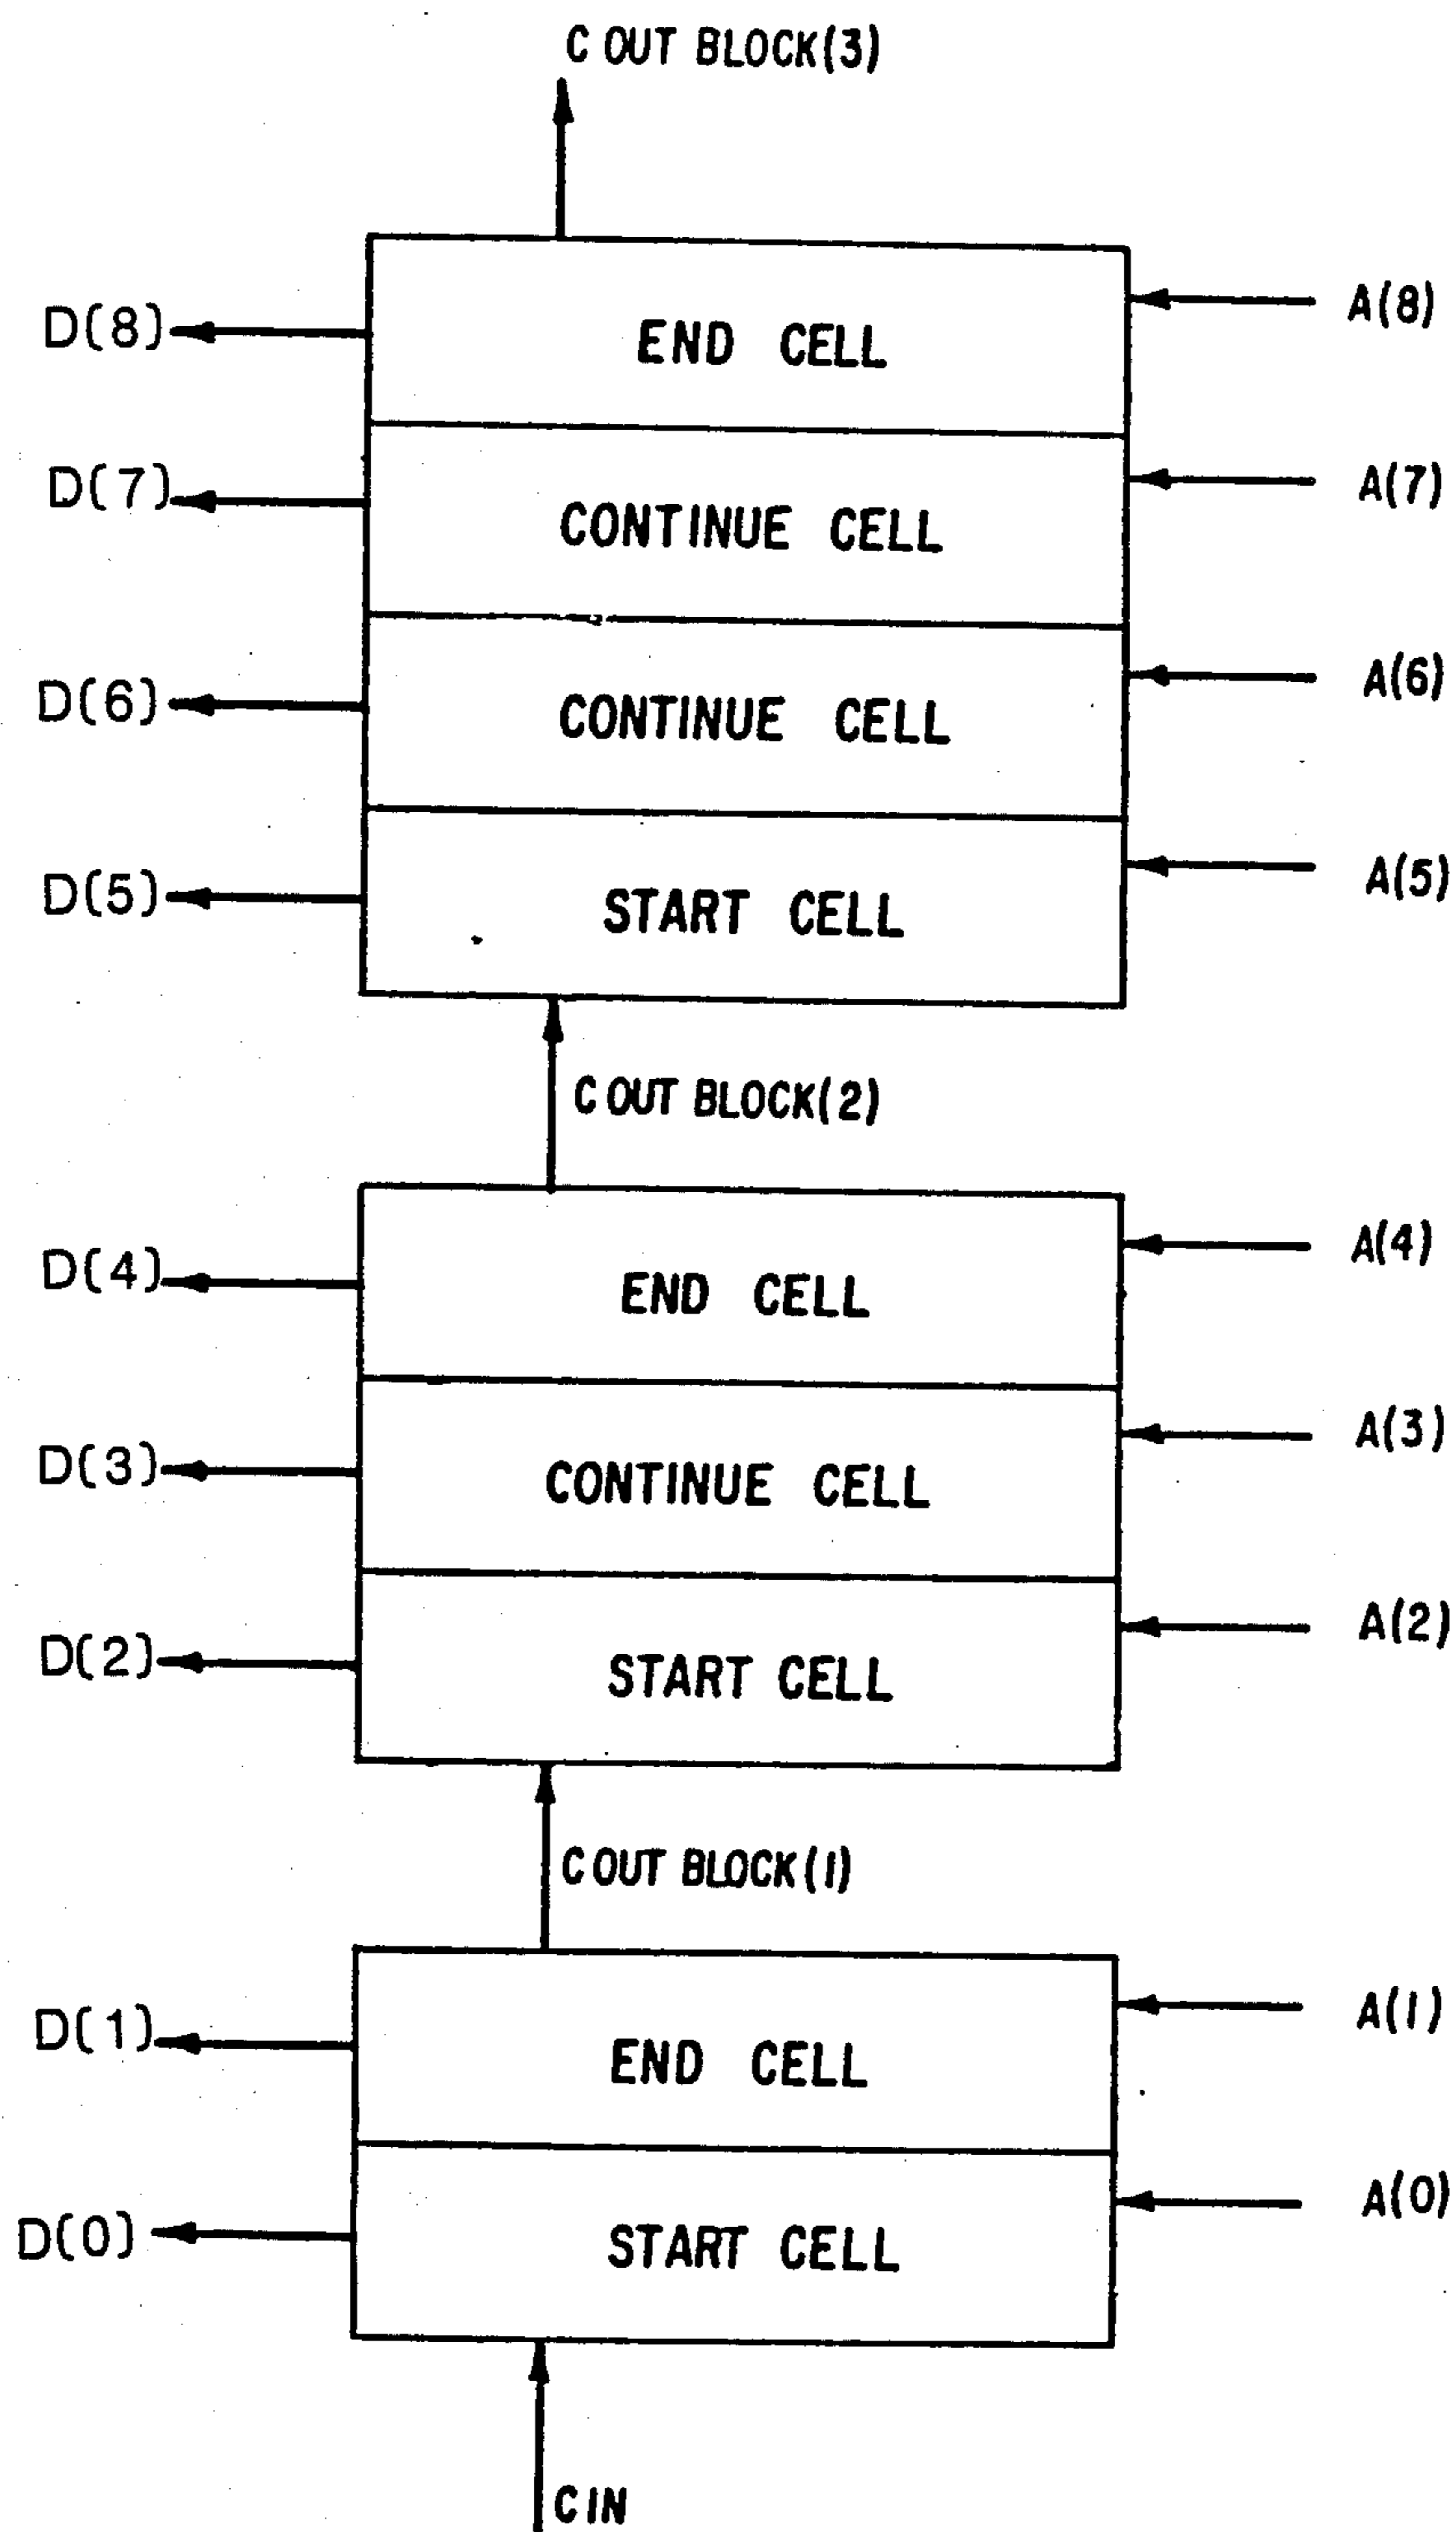 C OUT BLOCK(3)
D(8)
END CELL
A(8)
D(7)
CONTINUE CELL
A(7)
D(6)
CONTINUE CELL
A(6)
D(5)
START CELL
A(5)
C OUT BLOCK(2)
D(4)
END CELL
A(4)
D(3)
CONTINUE CELL
A(3)
D(2)
START CELL
A(2)
C OUT BLOCK(1)
D(1)
END CELL
A(1)
D(0)
START CELL
A(0)
C IN